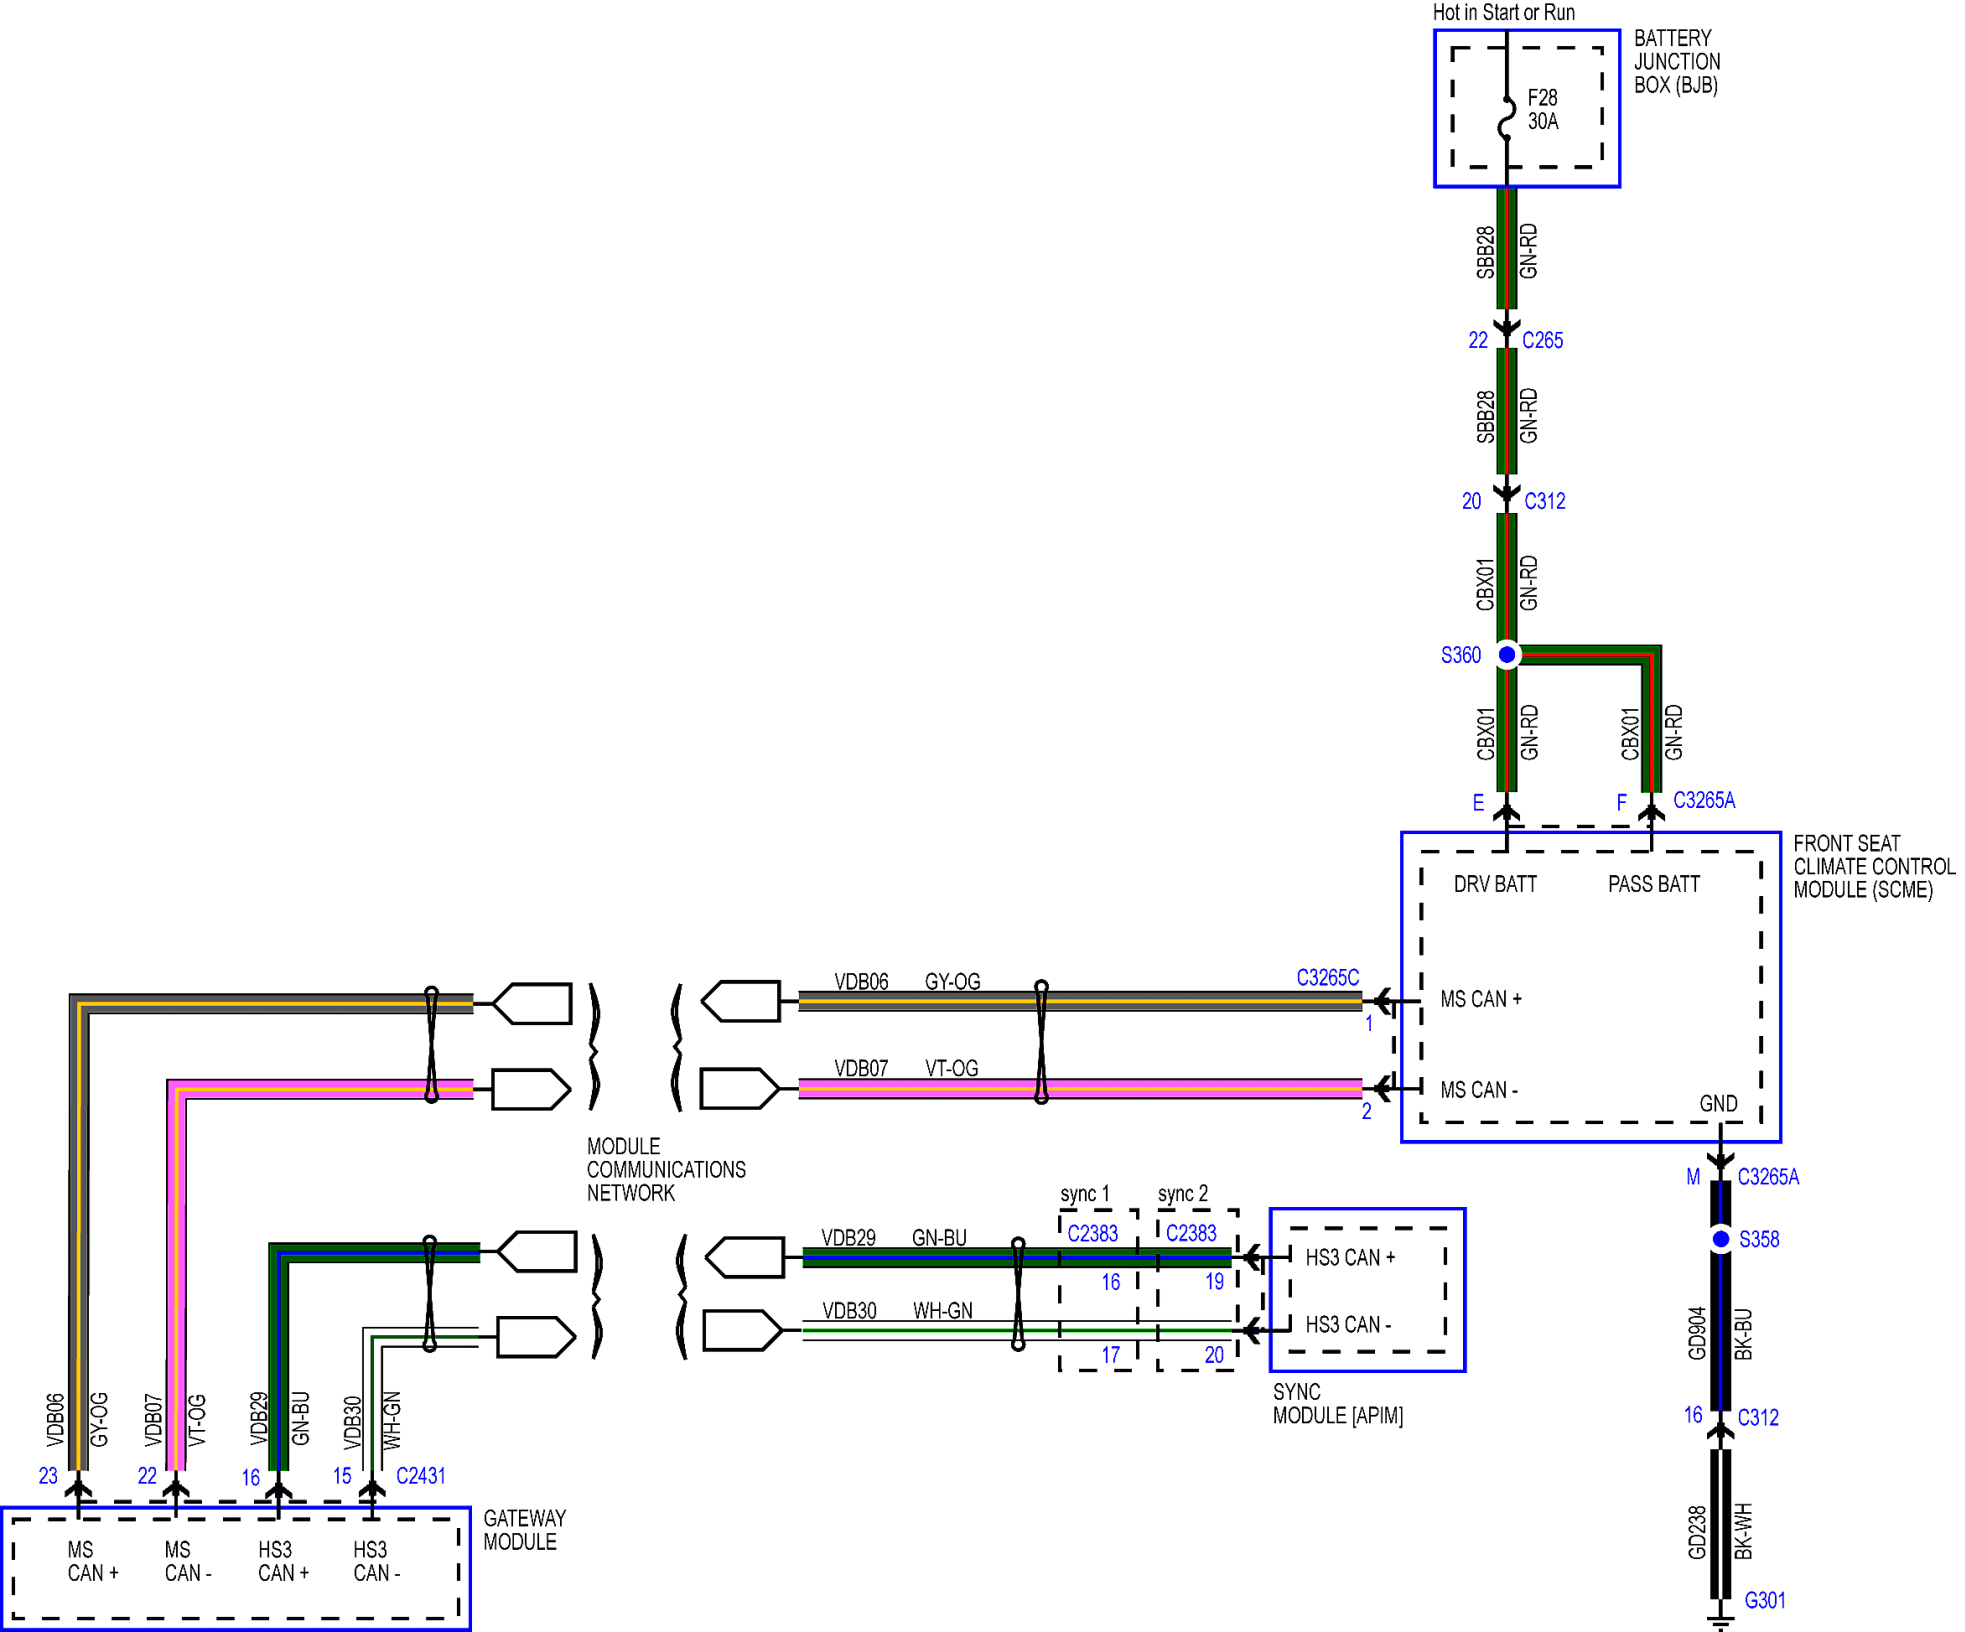 Hot in Start or Run
BATTERY
JUNCTION
BOX (BJB)
F28
30A
SBB28
GN-RD
22
C265
SBB28
GN-RD
20
C312
CBX01
GN-RD
S360
CBX01
GN-RD
CBX01
GN-RD
E
F
C3265A
FRONT SEAT
CLIMATE CONTROL
MODULE (SCME)
DRV BATT
PASS BATT
VDB06
GY-OG
C3265C
1
MS CAN +
VDB07
VT-OG
2
MS CAN -
GND
MODULE
COMMUNICATIONS
NETWORK
M
C3265A
sync 1
sync 2
VDB29
GN-BU
C2383
C2383
16
19
HS3 CAN +
S358
VDB30
WH-GN
17
20
HS3 CAN -
GD904
BK-BU
SYNC
MODULE [APIM]
16
C312
VDB06
GY-OG
VDB07
VT-OG
VDB29
GN-BU
VDB30
WH-GN
23
22
16
15
C2431
GATEWAY
MODULE
MS
CAN +
MS
CAN -
HS3
CAN +
HS3
CAN -
GD238
BK-WH
G301